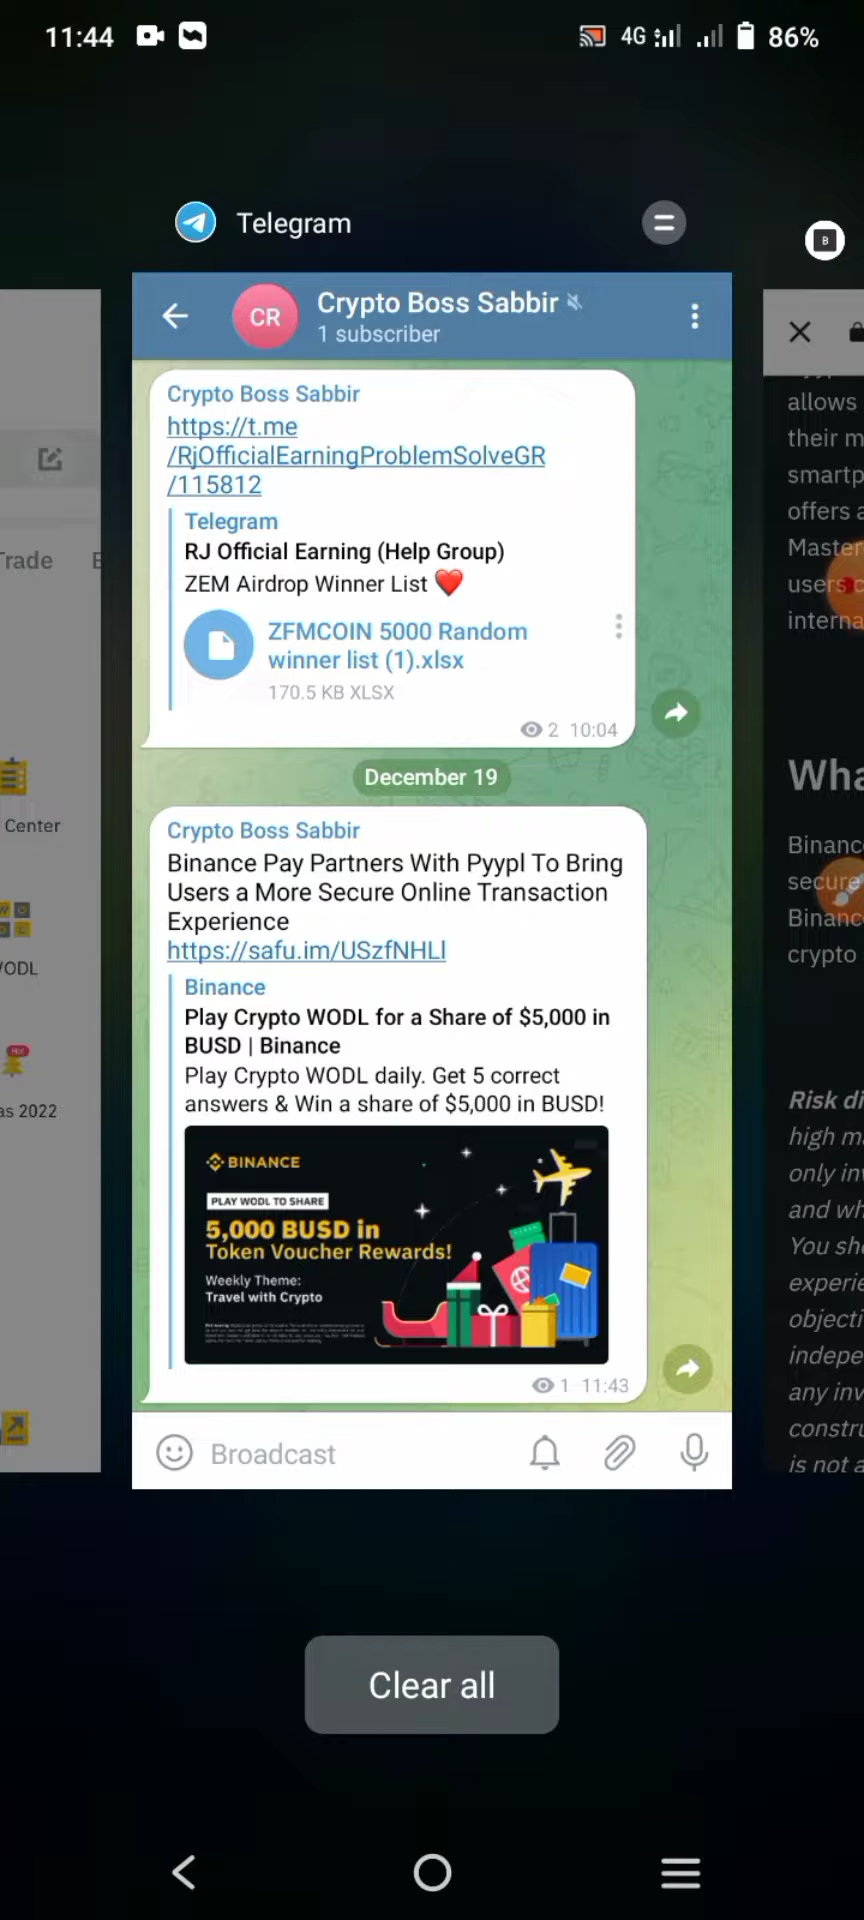 11:44
4G
86%
Telegram
B
CR
Crypto Boss Sabbir
1 subscriber
Crypto Boss Sabbir
https://t.me
/RjOfficialEarningProblemSolveGR
/115812
Telegram
RJ Official Earning (Help Group)
ZEM Airdrop Winner List ❤️
ZFMCOIN 5000 Random
winner list (1).xlsx
170.5 KB XLSX
2 10:04
December 19
Crypto Boss Sabbir
Binance Pay Partners With Pyypl To Bring
Users a More Secure Online Transaction
Experience
https://safu.im/USzfNHLl
Binance
Play Crypto WODL for a Share of $5,000 in
BUSD | Binance
Play Crypto WODL daily. Get 5 correct
answers & Win a share of $5,000 in BUSD!
BINANCE
PLAY WODL TO SHARE
5,000 BUSD in
Token Voucher Rewards!
Weekly Theme:
Travel with Crypto
1 11:43
Broadcast
Trade
Center
WODL
Hot
as 2022
allows
their m
smartp
offers a
Master
users c
interna
Wha
Binanc
secure
Binanc
crypto
Risk di
high ma
only inv
and wh
You sho
experie
objecti
indepe
any inv
constru
is not a
Clear all